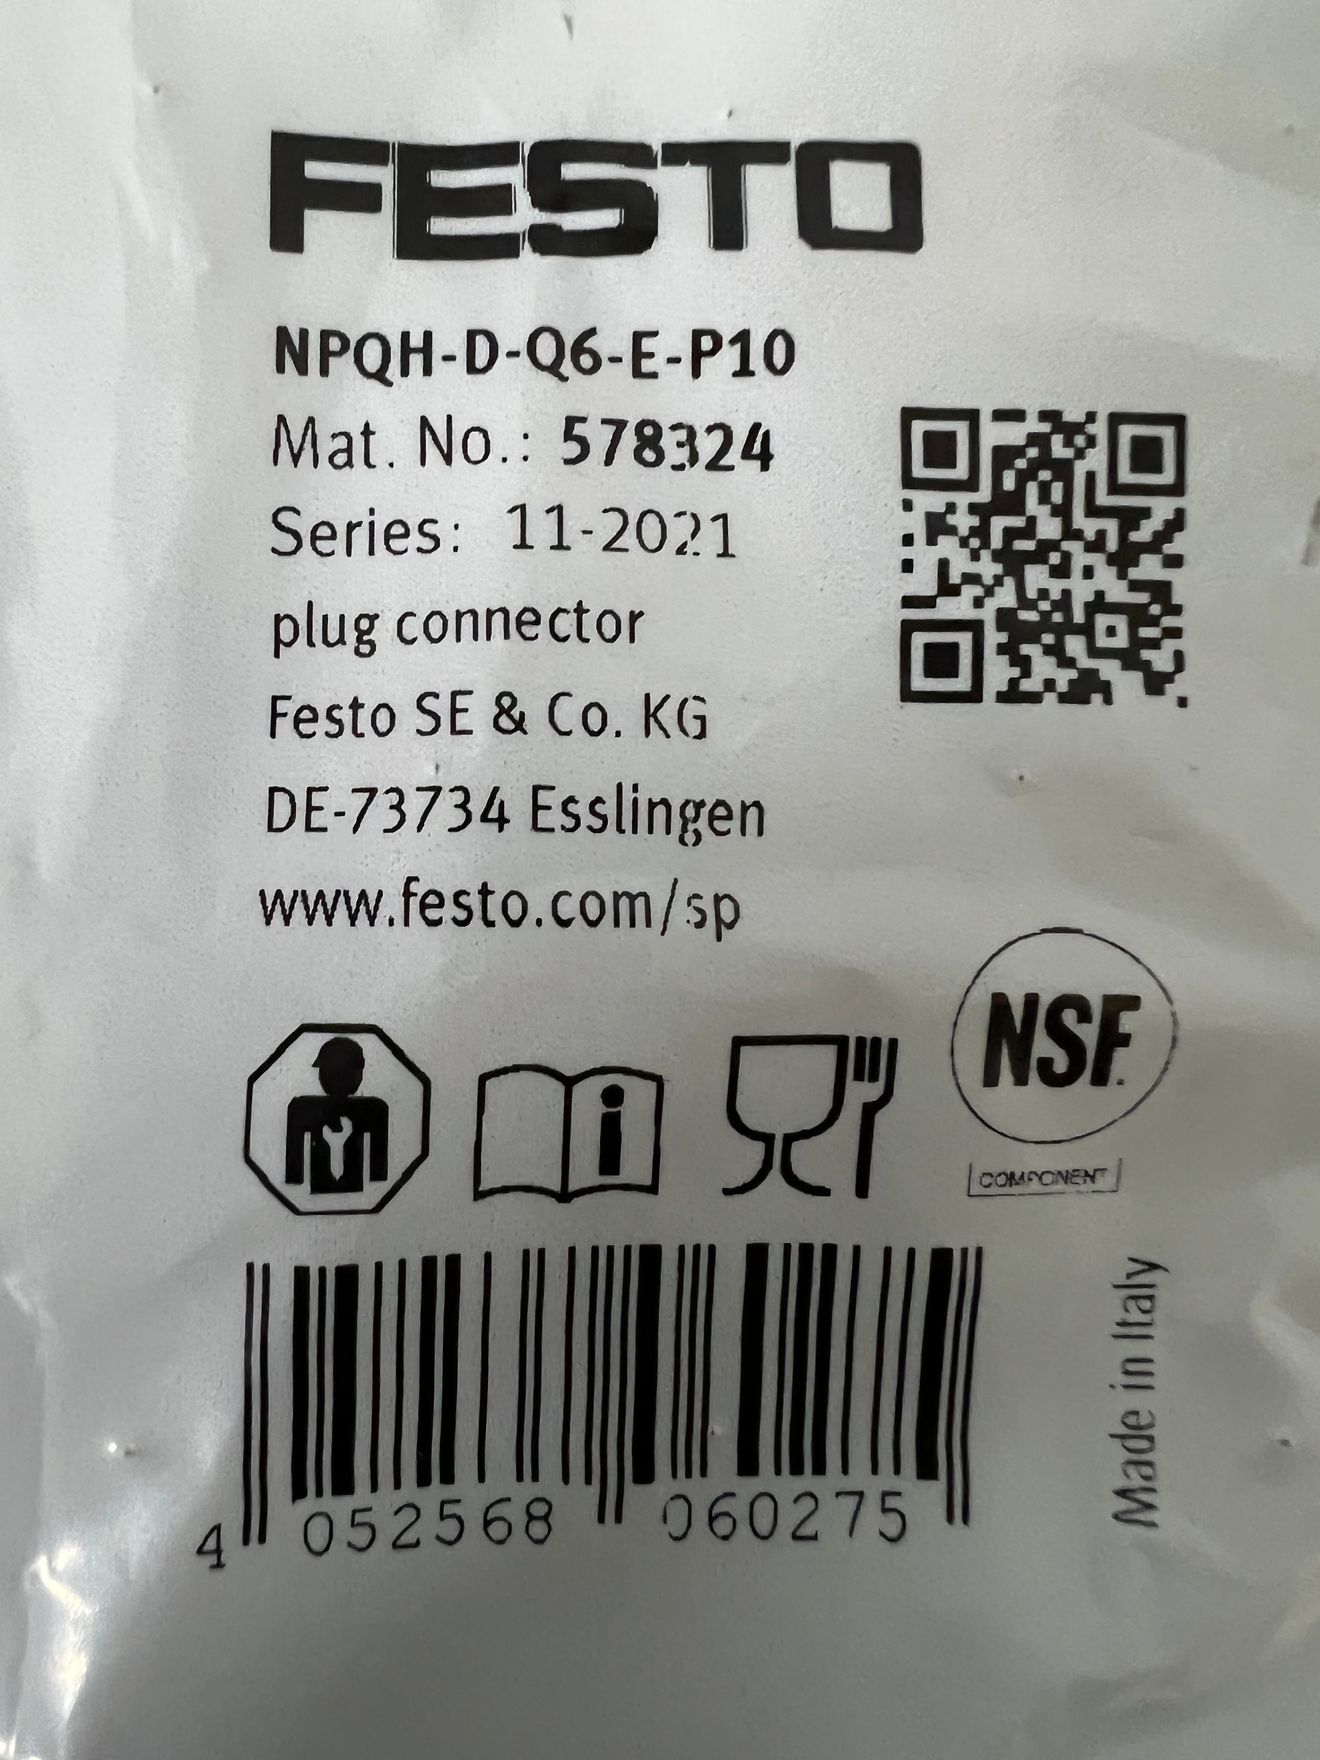 FESTO
NPQH-D-Q6-E-P10
Mat. No.: 578324
Series: 11-2021
plug connector
Festo SE & Co. KG
DE-73734 Esslingen
www.festo.com/sp
NSF.
COMPONENT
Made in Italy
4 052568 060275